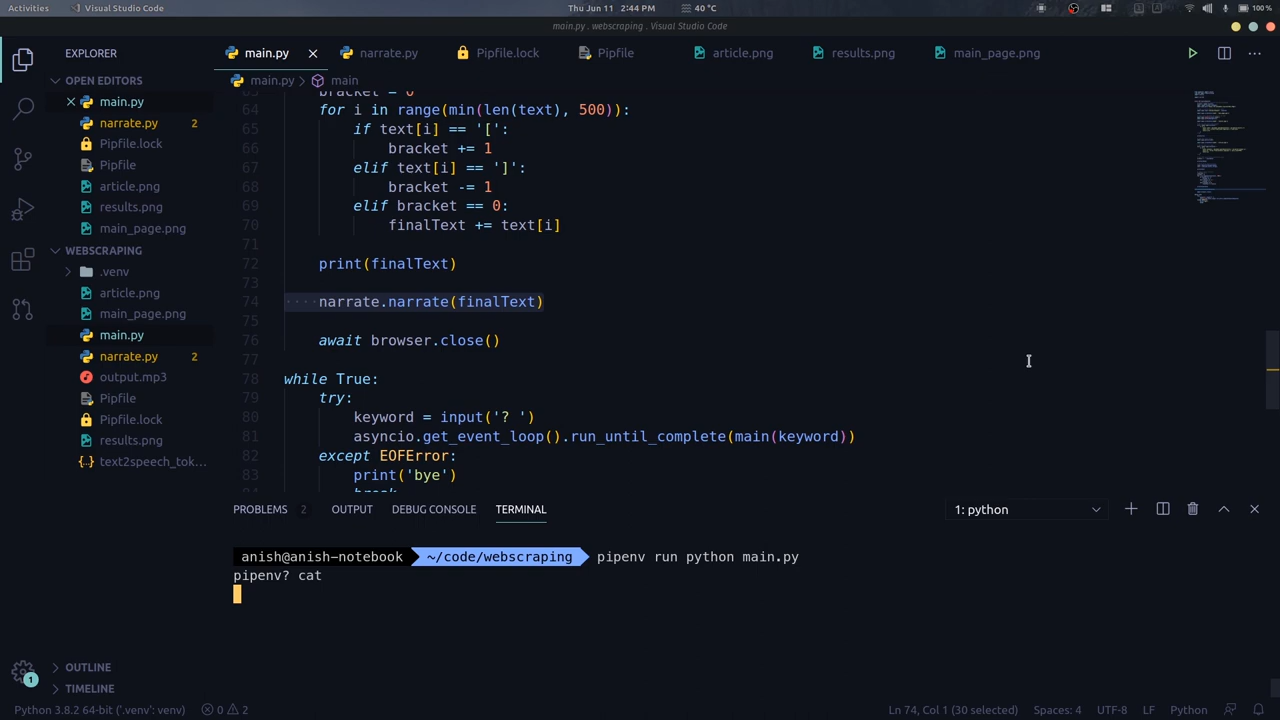 Activities Visual Studio Code Thu Jun 11 2:44 PM 40 °C 100 %
main.py - webscraping - Visual Studio Code
EXPLORER main.py narrate.py Pipfile.lock Pipfile article.png results.png main_page.png
OPEN EDITORS main.py main
main.py
narrate.py 2
Pipfile.lock
Pipfile
article.png
results.png
main_page.png
WEBSCRAPING
.venv
article.png
main_page.png
main.py
narrate.py 2
output.mp3
Pipfile
Pipfile.lock
results.png
text2speech_tok...
OUTLINE
TIMELINE
bracket = 0
64 for i in range(min(len(text), 500)):
65 if text[i] == '[':
66 bracket += 1
67 elif text[i] == ']':
68 bracket -= 1
69 elif bracket == 0:
70 finalText += text[i]
71
72 print(finalText)
73
74 narrate.narrate(finalText)
75
76 await browser.close()
77
78 while True:
79 try:
80 keyword = input('? ')
81 asyncio.get_event_loop().run_until_complete(main(keyword))
82 except EOFError:
83 print('bye')
84 break
PROBLEMS 2 OUTPUT DEBUG CONSOLE TERMINAL 1: python
anish@anish-notebook ~/code/webscraping pipenv run python main.py
pipenv? cat
1
Python 3.8.2 64-bit ('.venv': venv) 0 2 Ln 74, Col 1 (30 selected) Spaces: 4 UTF-8 LF Python